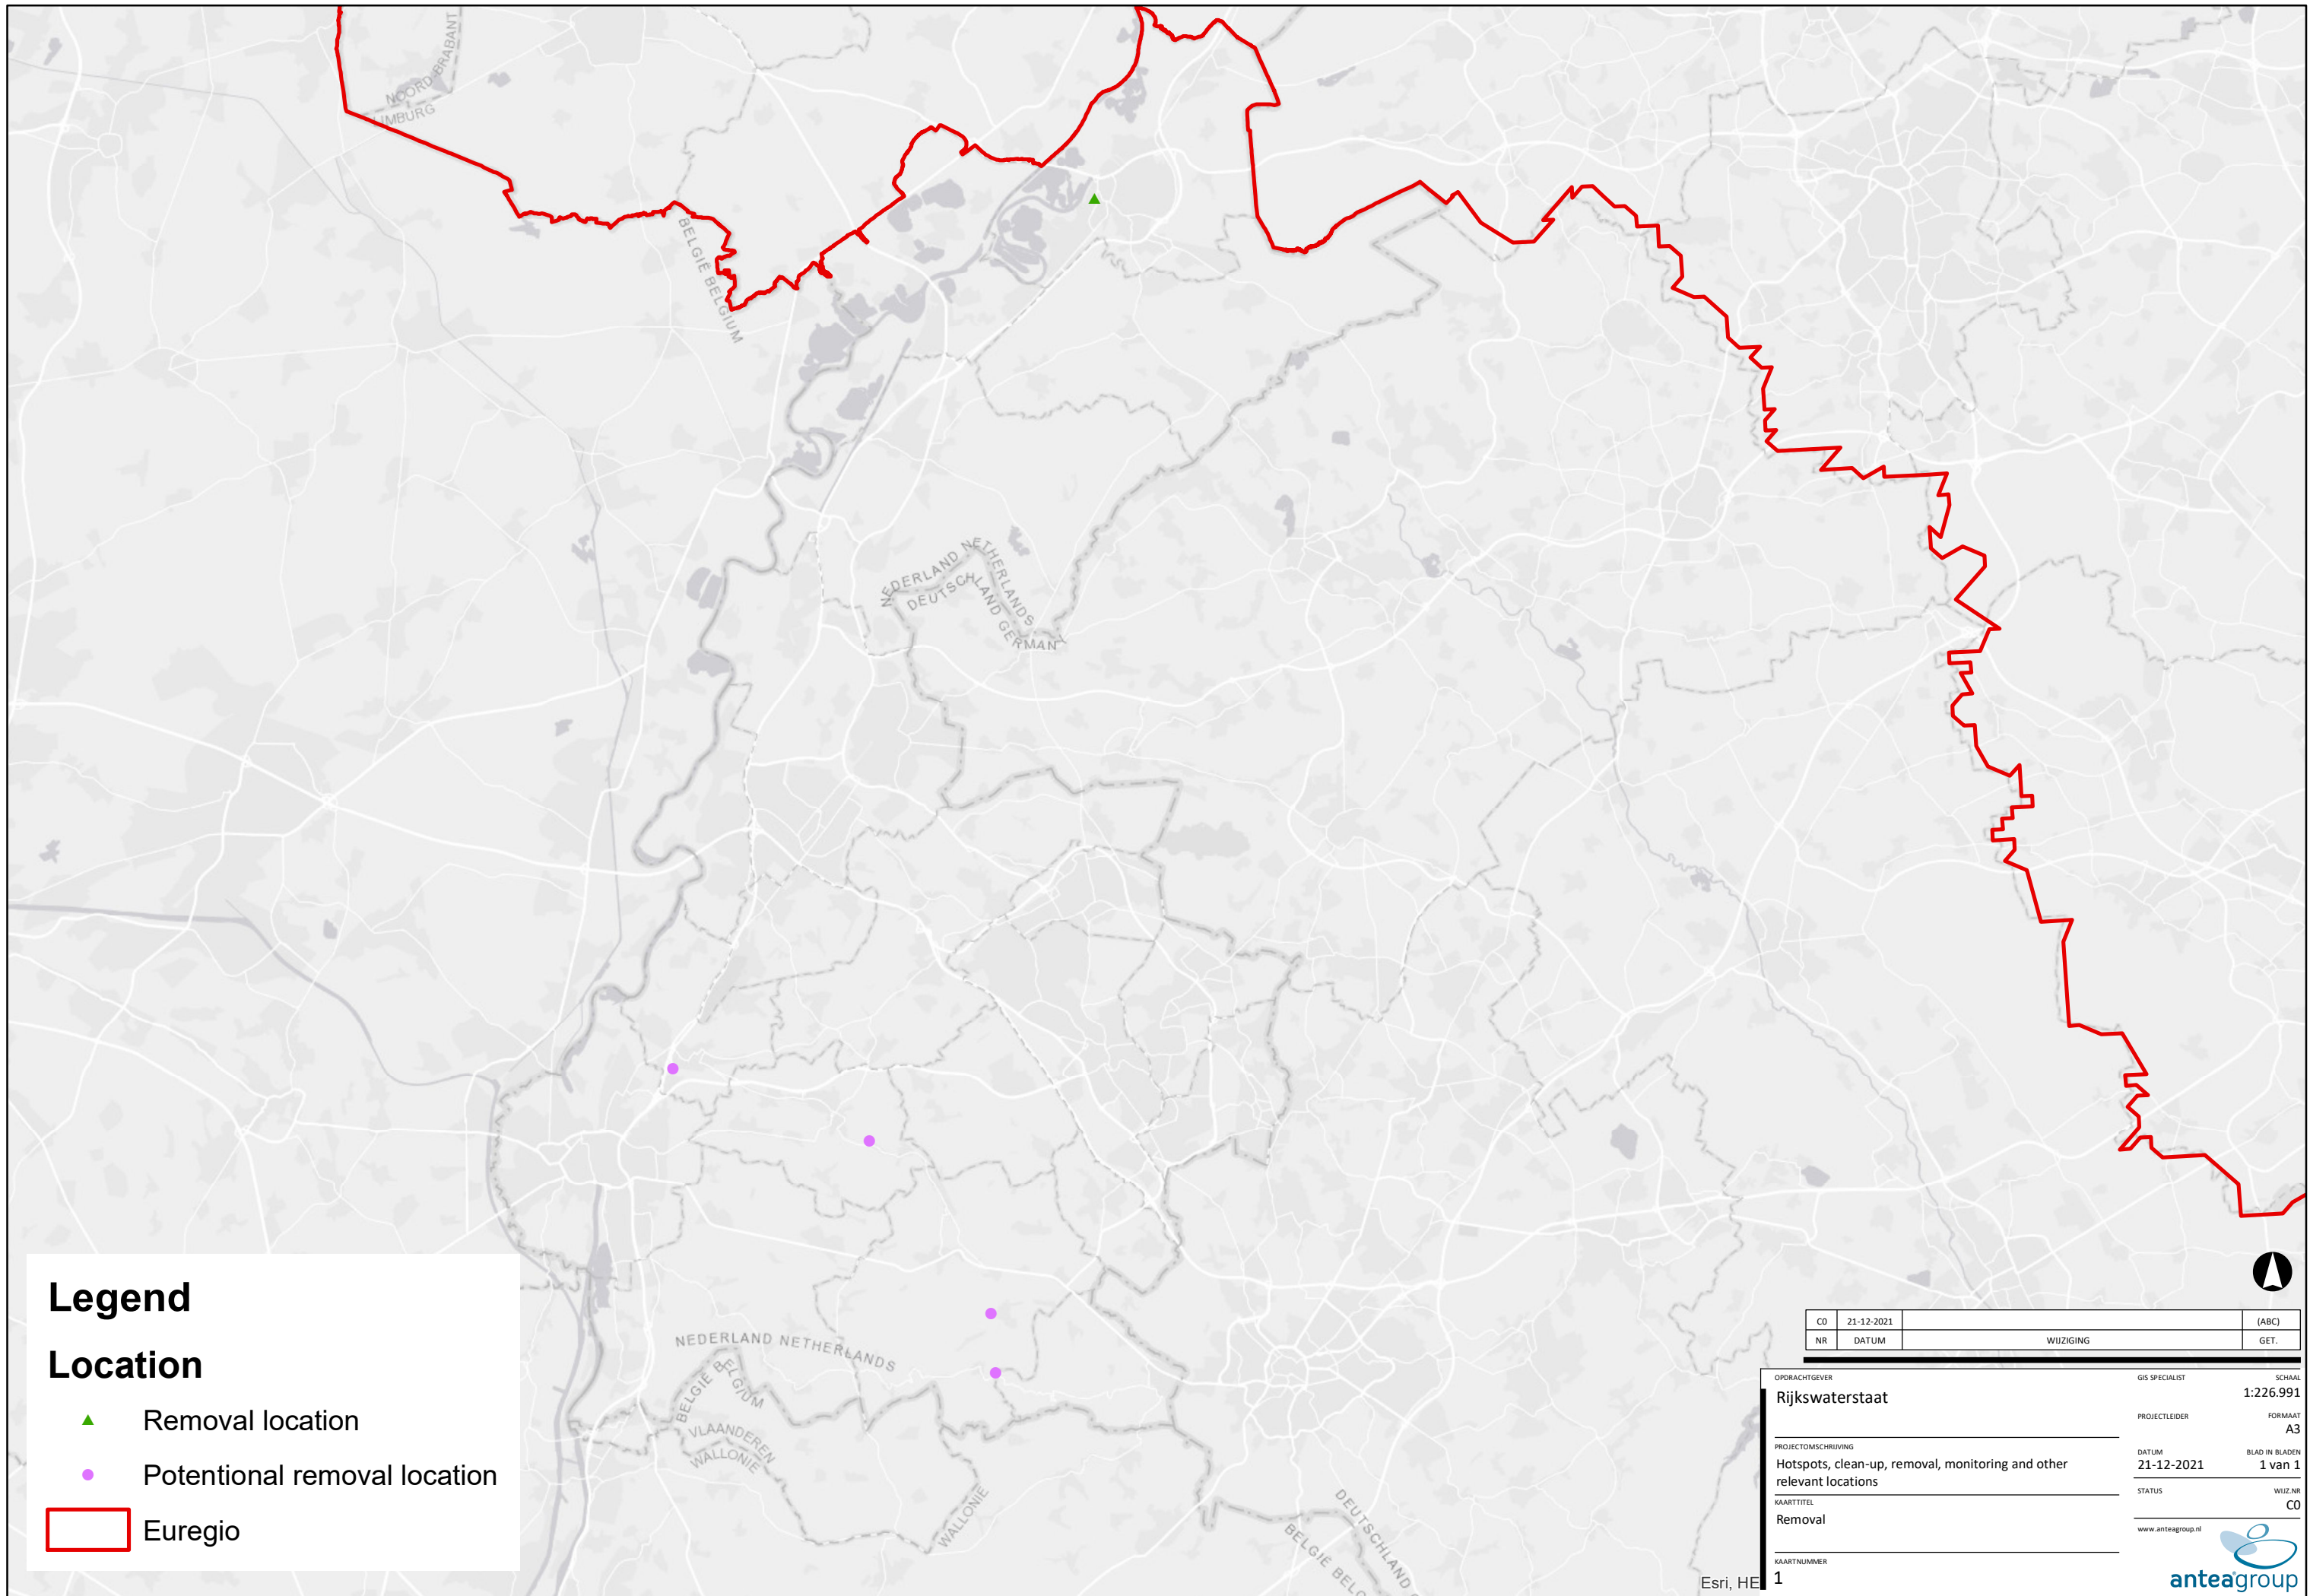 NOORD-BRABANT
LIMBURG
BELGIË BELGIUM
NEDERLAND NETHERLANDS
DEUTSCHLAND GERMANY
NEDERLAND NETHERLANDS
BELGIË BELGIUM
VLAANDEREN
WALLONIE
WALLONIE
DEUTSCHLAND
BELGIË BELG
Legend
Location
Removal location
Potentional removal location
Euregio
C0 21-12-2021 (ABC)
NR DATUM WIJZIGING GET.
OPDRACHTGEVER GIS SPECIALIST SCHAAL
Rijkswaterstaat 1:226.991
PROJECTLEIDER FORMAAT
A3
PROJECTOMSCHRIJVING DATUM BLAD IN BLADEN
Hotspots, clean-up, removal, monitoring and other 21-12-2021 1 van 1
relevant locations
STATUS WIJZ.NR
C0
KAARTTITEL
Removal
www.anteagroup.nl
KAARTNUMMER
1
anteagroup
Esri, HE